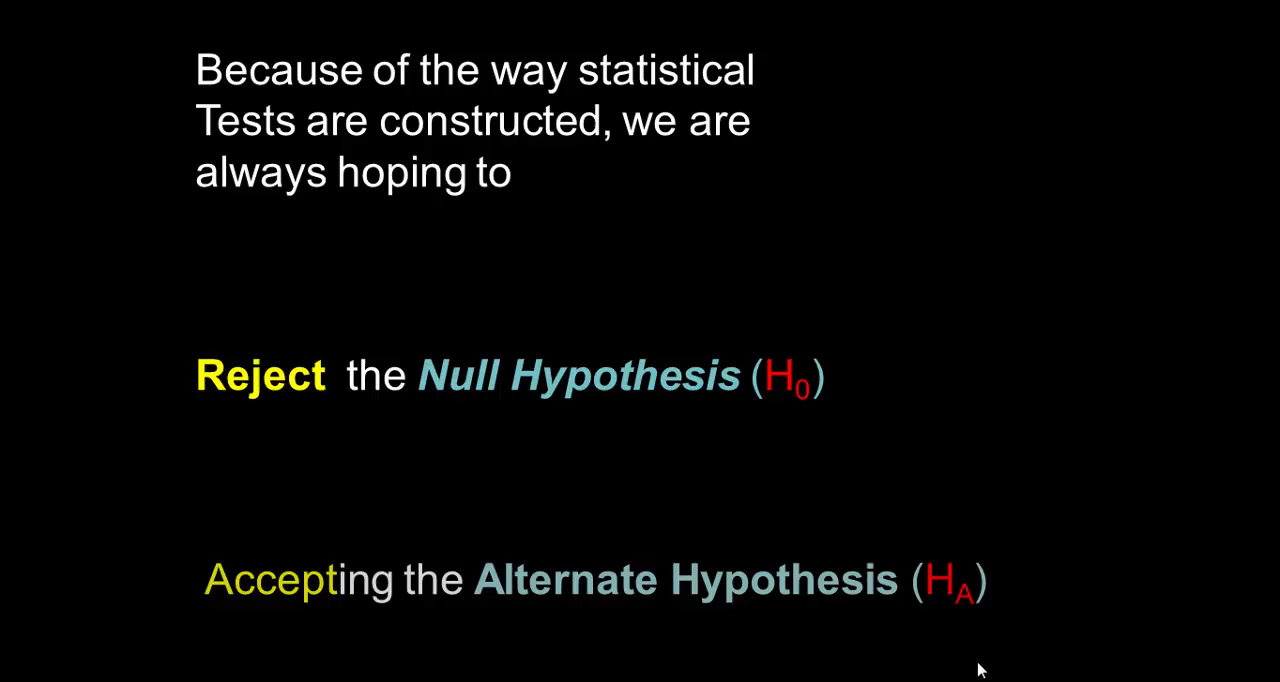 Because of the way statistical
Tests are constructed, we are
always hoping to
Reject the Null Hypothesis (H₀)
Accepting the Alternate Hypothesis (H_A)